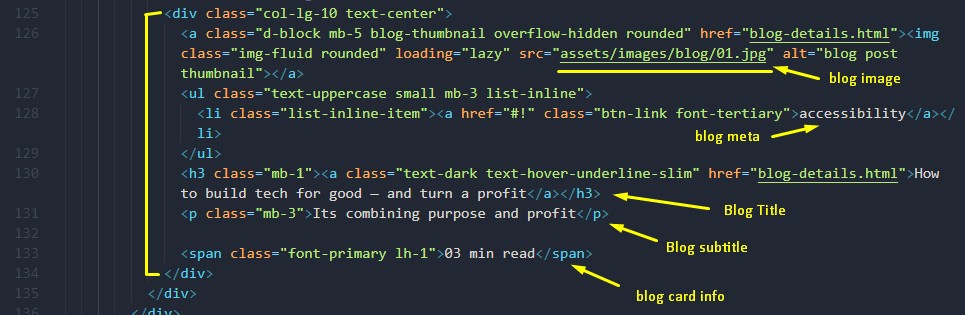 125 <div class="col-lg-10 text-center">
126 <a class="d-block mb-5 blog-thumbnail overflow-hidden rounded" href="blog-details.html"><img
class="img-fluid rounded" loading="lazy" src="assets/images/blog/01.jpg" alt="blog post
thumbnail"></a>
blog image
127 <ul class="text-uppercase small mb-3 list-inline">
128 <li class="list-inline-item"><a href="#!" class="btn-link font-tertiary">accessibility</a></
li>
blog meta
129 </ul>
130 <h3 class="mb-1"><a class="text-dark text-hover-underline-slim" href="blog-details.html">How
to build tech for good — and turn a profit</a></h3>
Blog Title
131 <p class="mb-3">Its combining purpose and profit</p>
132
Blog subtitle
133 <span class="font-primary lh-1">03 min read</span>
134 </div>
blog card info
135 </div>
136 </div>